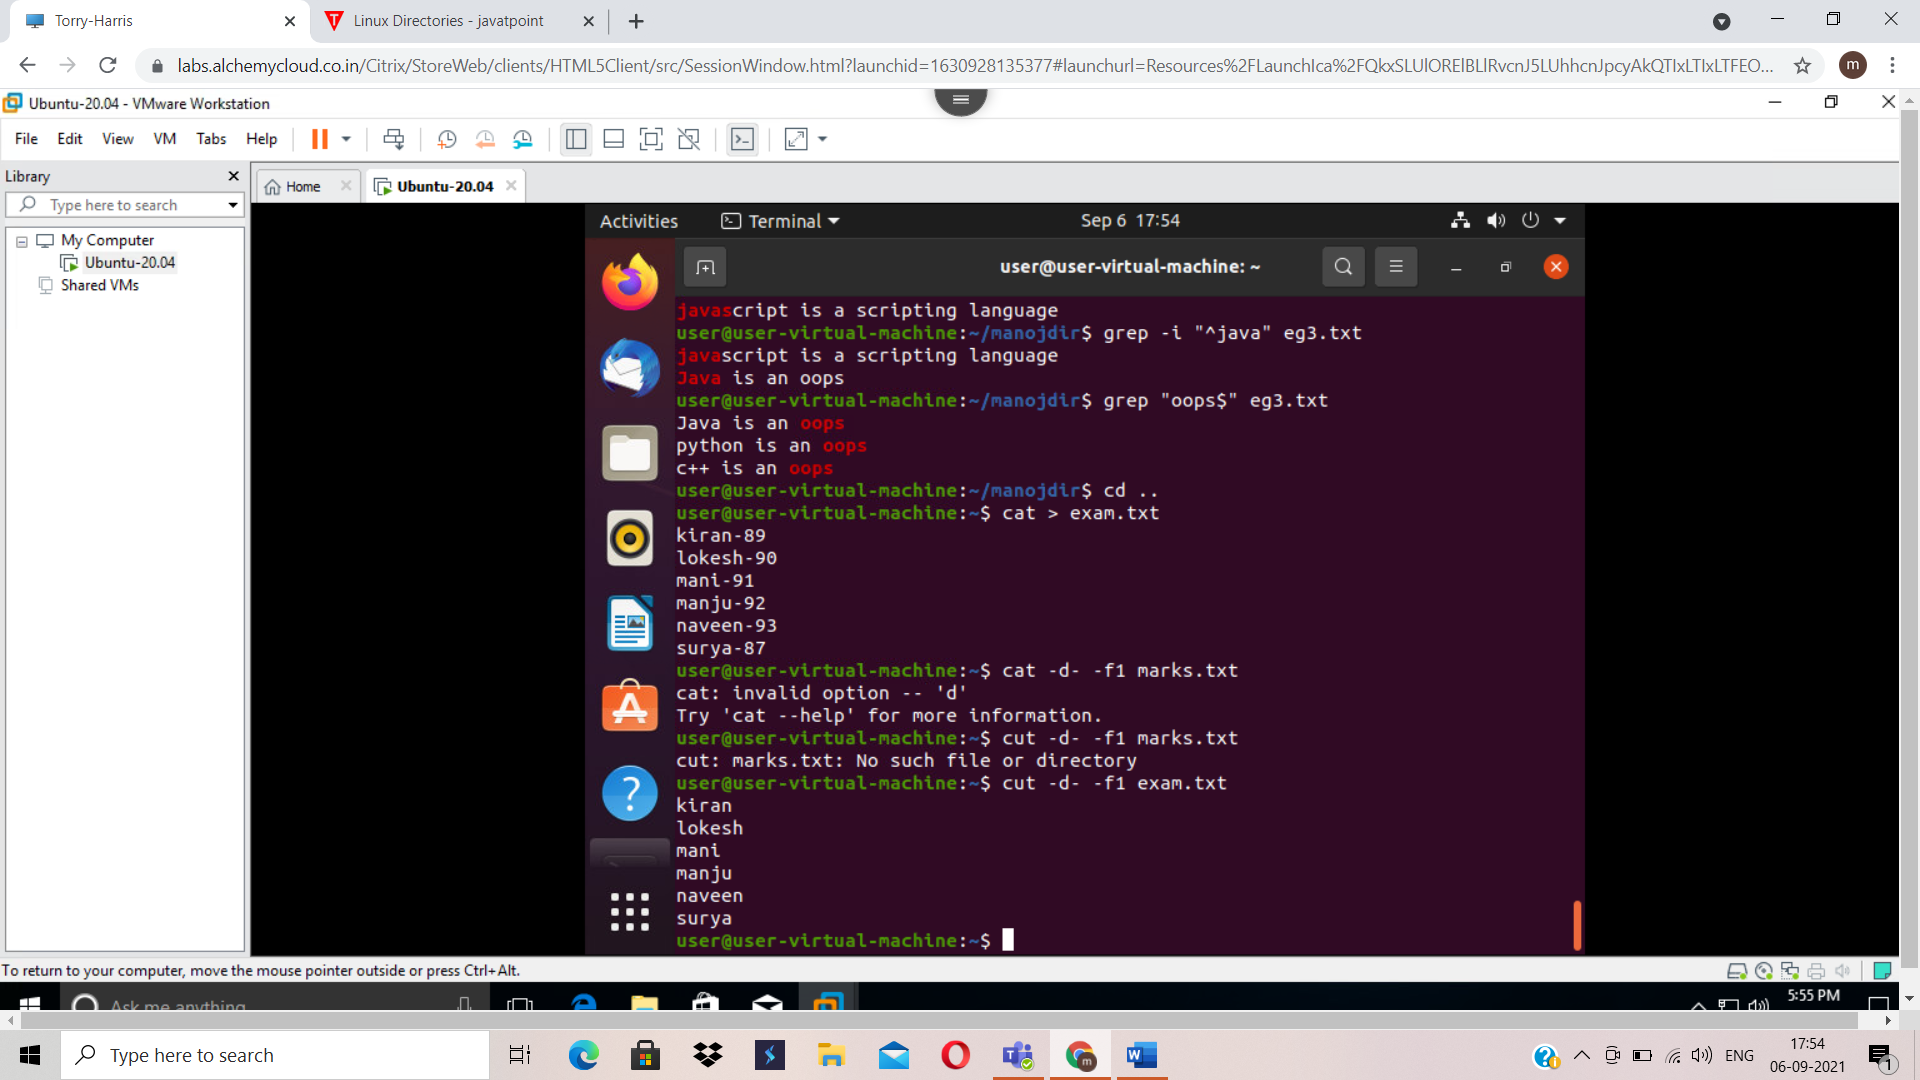 Torry-Harris
Linux Directories - javatpoint
labs.alchemycloud.co.in/Citrix/StoreWeb/clients/HTML5Client/src/SessionWindow.html?launchid=1630928135377#launchurl=Resources%2FLaunchIca%2FQkxSLUlORElBLlRvcnJ5LUhhcnJpcyAkQTIxLTIxLTFEO...
m
Ubuntu-20.04 - VMware Workstation
File Edit View VM Tabs Help
Library
Type here to search
My Computer
Ubuntu-20.04
Shared VMs
Home
Ubuntu-20.04
Activities Terminal Sep 6 17:54
user@user-virtual-machine: ~
javascript is a scripting language
user@user-virtual-machine:~/manojdir$ grep -i "^java" eg3.txt
javascript is a scripting language
Java is an oops
user@user-virtual-machine:~/manojdir$ grep "oops$" eg3.txt
Java is an oops
python is an oops
c++ is an oops
user@user-virtual-machine:~/manojdir$ cd ..
user@user-virtual-machine:~$ cat > exam.txt
kiran-89
lokesh-90
mani-91
manju-92
naveen-93
surya-87
user@user-virtual-machine:~$ cat -d- -f1 marks.txt
cat: invalid option -- 'd'
Try 'cat --help' for more information.
user@user-virtual-machine:~$ cut -d- -f1 marks.txt
cut: marks.txt: No such file or directory
user@user-virtual-machine:~$ cut -d- -f1 exam.txt
kiran
lokesh
mani
manju
naveen
surya
user@user-virtual-machine:~$
To return to your computer, move the mouse pointer outside or press Ctrl+Alt.
Ask me anything
5:55 PM
Type here to search
ENG
17:54
06-09-2021
1